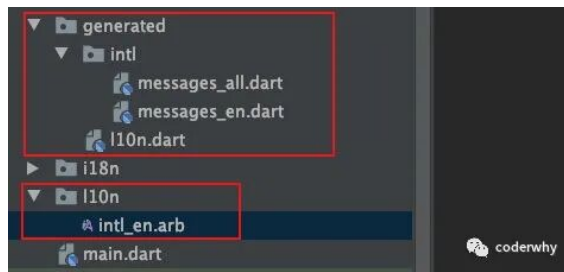 generated
intl
messages_all.dart
messages_en.dart
l10n.dart
i18n
l10n
intl_en.arb
main.dart
coderwhy